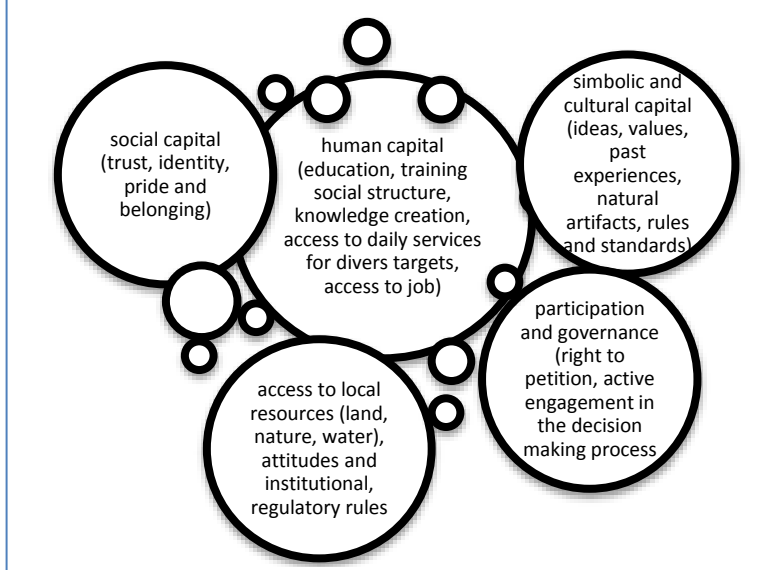 social capital
(trust, identity,
pride and
belonging)
human capital
(education, training
social structure,
knowledge creation,
access to daily services
for divers targets,
access to job)
simbolic and
cultural capital
(ideas, values,
past
experiences,
natural
artifacts, rules
and standards)
participation
and governance
(right to
petition, active
engagement in
the decision
making process
access to local
resources (land,
nature, water),
attitudes and
institutional,
regulatory rules